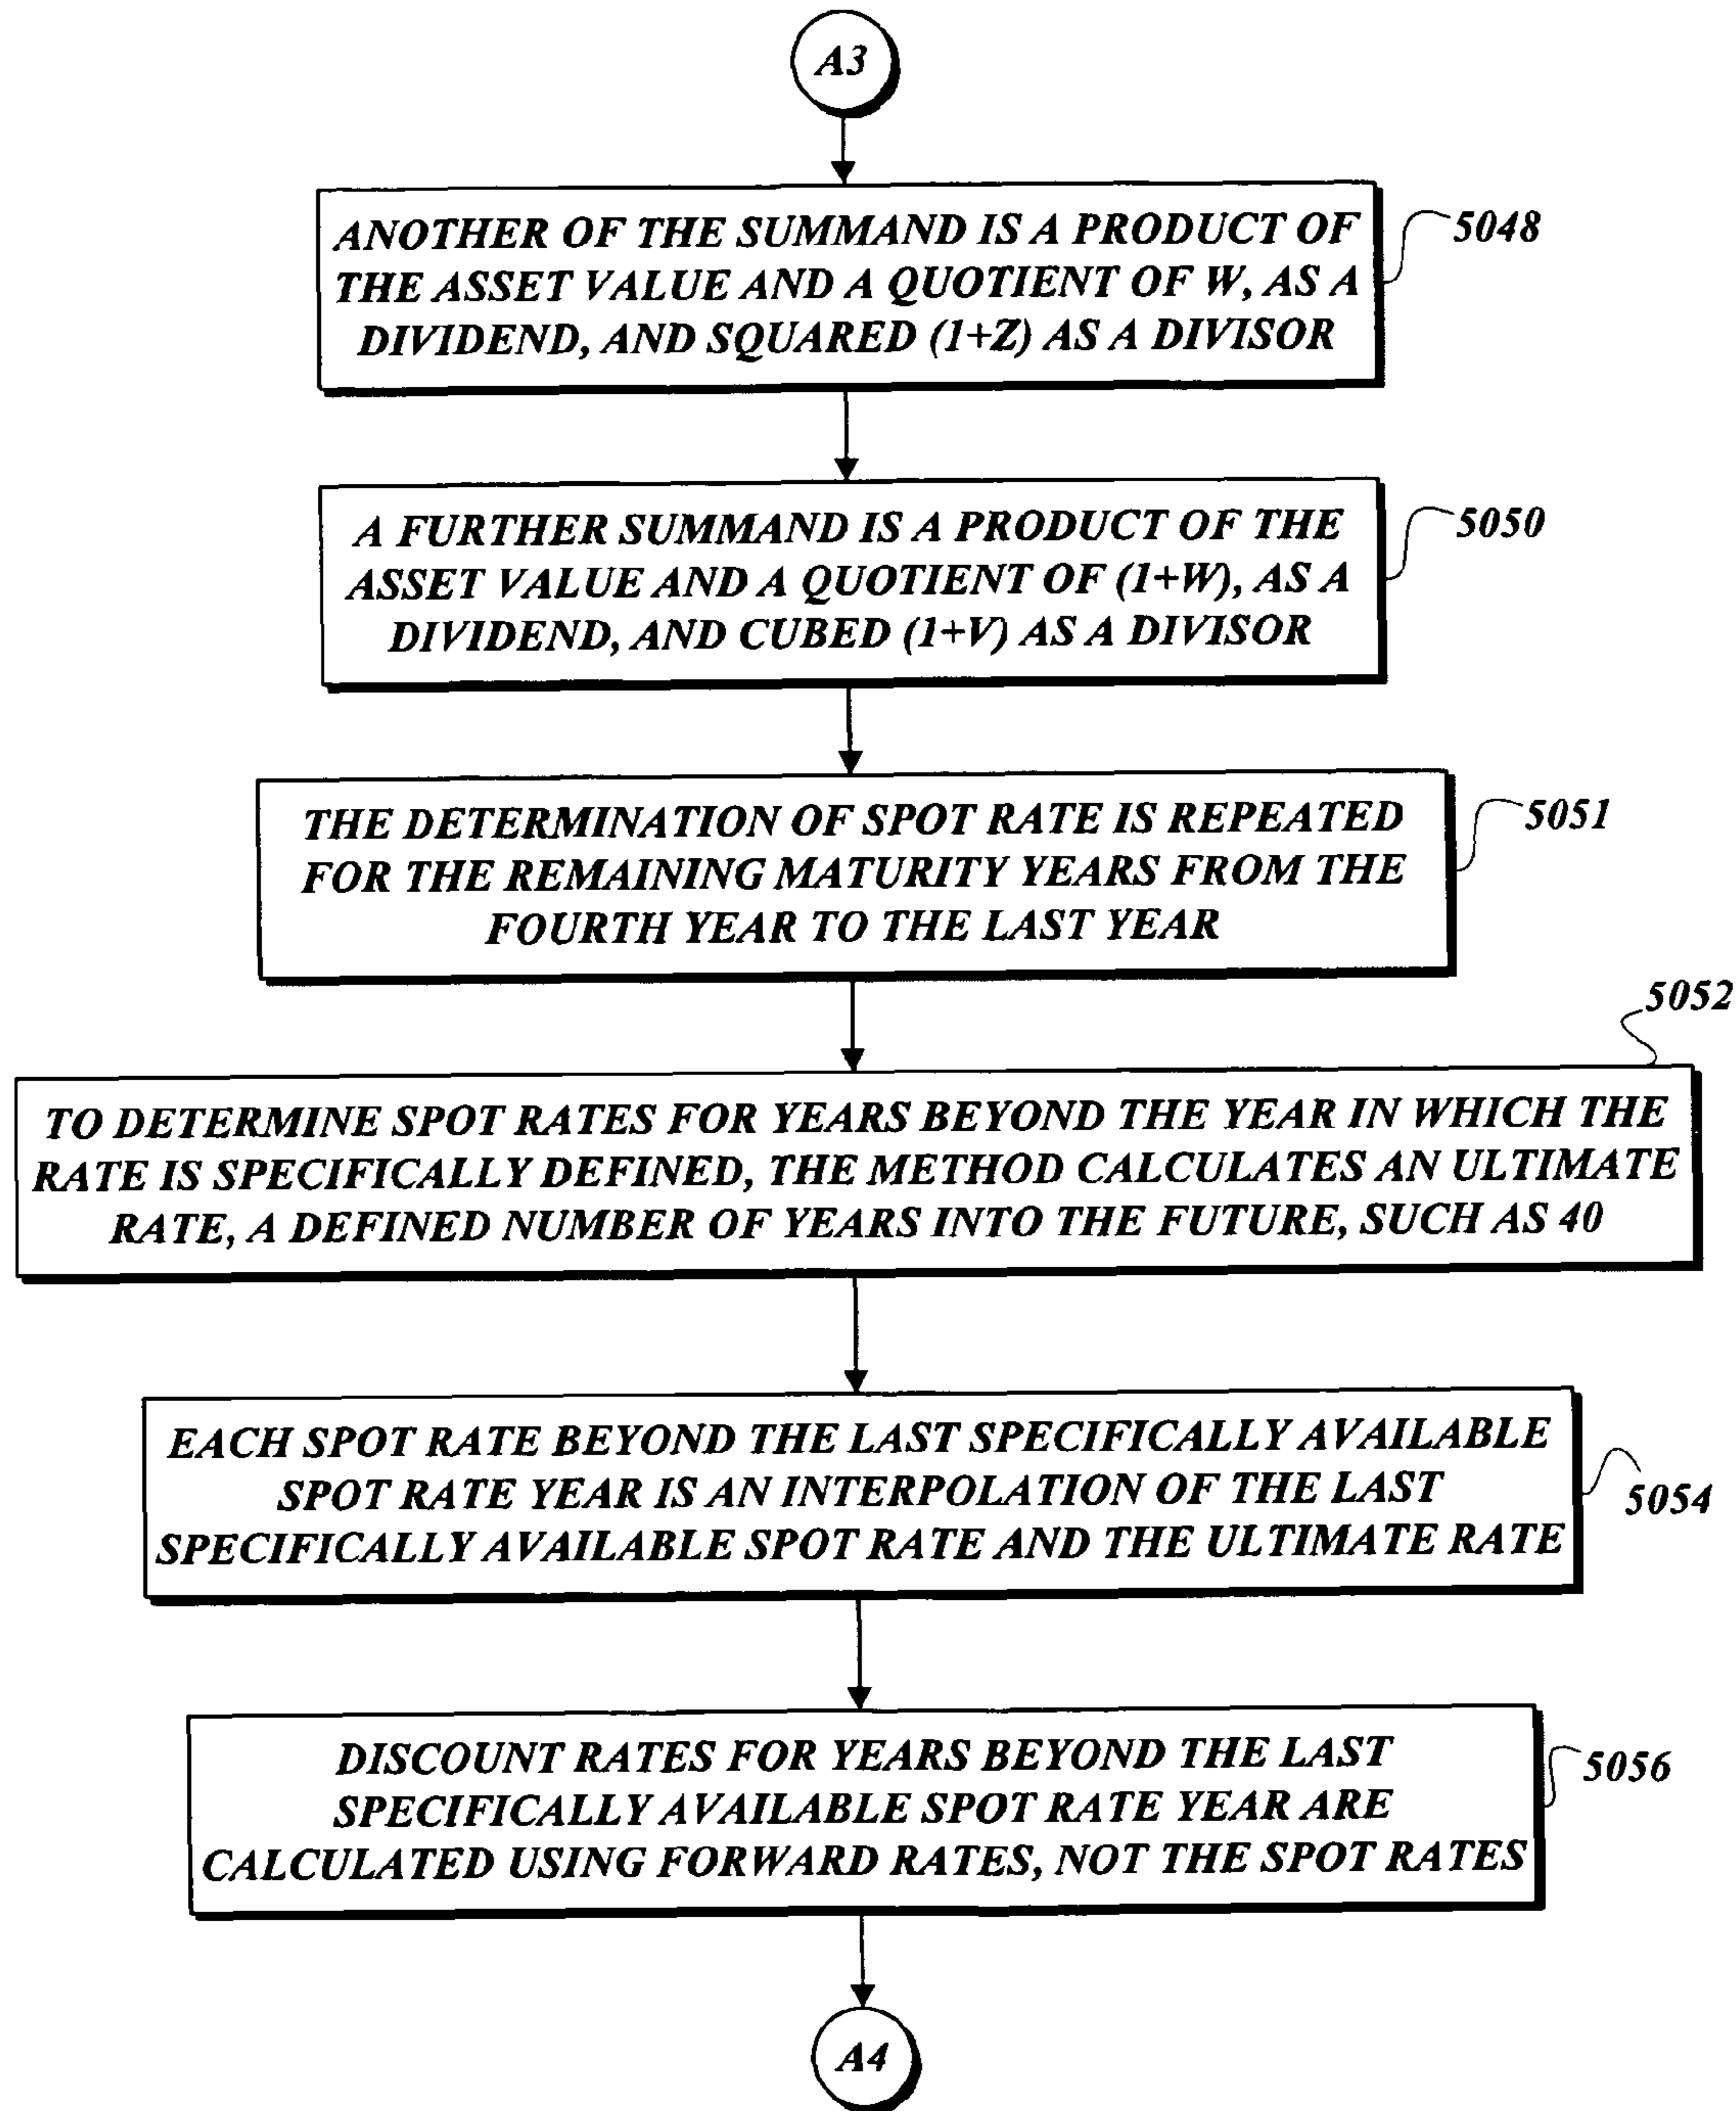 A3
ANOTHER OF THE SUMMAND IS A PRODUCT OF
THE ASSET VALUE AND A QUOTIENT OF W, AS A
DIVIDEND, AND SQUARED (1+Z) AS A DIVISOR
5048
A FURTHER SUMMAND IS A PRODUCT OF THE
ASSET VALUE AND A QUOTIENT OF (1+W), AS A
DIVIDEND, AND CUBED (1+V) AS A DIVISOR
5050
THE DETERMINATION OF SPOT RATE IS REPEATED
FOR THE REMAINING MATURITY YEARS FROM THE
FOURTH YEAR TO THE LAST YEAR
5051
5052
TO DETERMINE SPOT RATES FOR YEARS BEYOND THE YEAR IN WHICH THE
RATE IS SPECIFICALLY DEFINED, THE METHOD CALCULATES AN ULTIMATE
RATE, A DEFINED NUMBER OF YEARS INTO THE FUTURE, SUCH AS 40
EACH SPOT RATE BEYOND THE LAST SPECIFICALLY AVAILABLE
SPOT RATE YEAR IS AN INTERPOLATION OF THE LAST
SPECIFICALLY AVAILABLE SPOT RATE AND THE ULTIMATE RATE
5054
DISCOUNT RATES FOR YEARS BEYOND THE LAST
SPECIFICALLY AVAILABLE SPOT RATE YEAR ARE
CALCULATED USING FORWARD RATES, NOT THE SPOT RATES
5056
A4